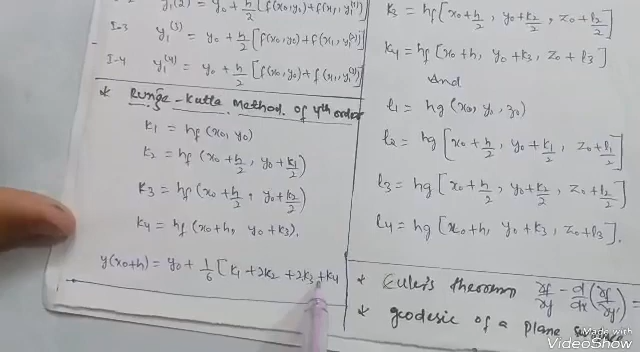 y₁(2) = y₀ + h/2 [f(x₀,y₀) + f(x₁, y₁⁽¹⁾)]
I-3 y₁⁽³⁾ = y₀ + h/2 [f(x₀,y₀) + f(x₁, y₁⁽²⁾)]
I-4 y₁⁽⁴⁾ = y₀ + h/2 [f(x₀,y₀) + f(x₁, y₁⁽³⁾)]
* Runge-Kutta Method of 4th order
K₁ = hf (x₀, y₀)
K₂ = hf (x₀ + h/2, y₀ + K₁/2)
K₃ = hf (x₀ + h/2, y₀ + K₂/2)
K₄ = hf (x₀+h, y₀ + K₃).
y(x₀+h) = y₀ + 1/6 [K₁ + 2K₂ + 2K₃ + K₄
K₃ = hf [x₀ + h/2, y₀ + K₂/2, z₀ + l₂/2]
K₄ = hf [x₀+h, y₀ + K₃, z₀ + l₃]
And
l₁ = hg (x₀, y₀, z₀)
l₂ = hg [x₀ + h/2, y₀ + K₁/2, z₀ + l₁/2]
l₃ = hg [x₀ + h/2, y₀ + K₂/2, z₀ + l₂/2]
l₄ = hg [x₀+h, y₀ + K₃, z₀ + l₃].
* Euler's theorem ∂f/∂y - d/dx (∂f/∂y') =
* geodesic of a plane
Made with
VideoShow